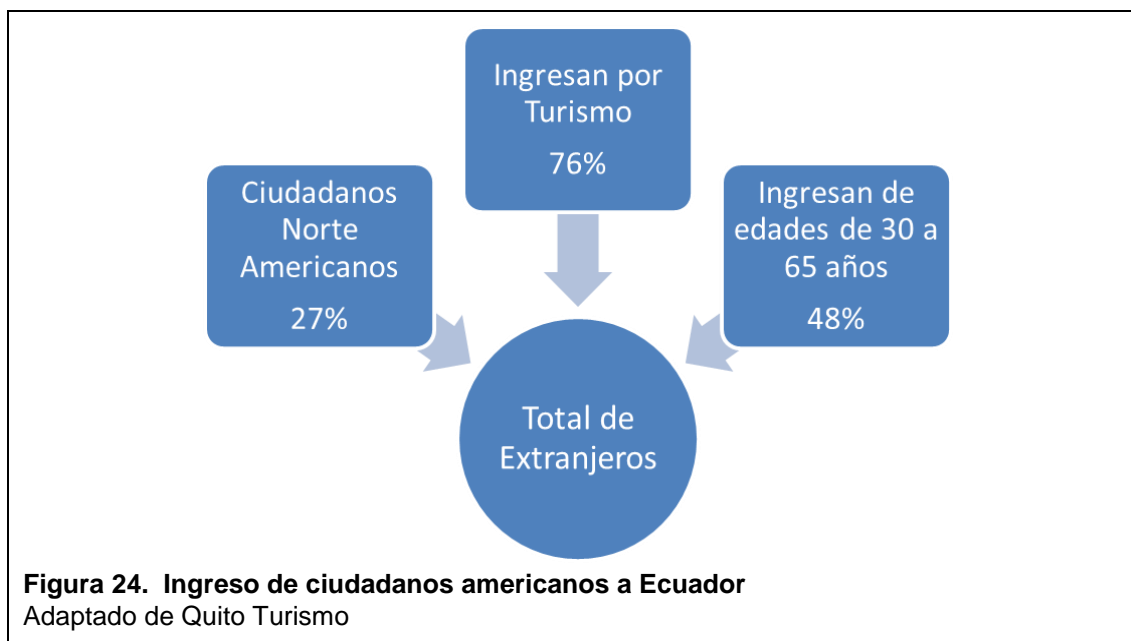 Ingresan por
Turismo
76%
Ciudadanos
Norte
Americanos
27%
Ingresan de
edades de 30 a
65 años
48%
Total de
Extranjeros
Figura 24.  Ingreso de ciudadanos americanos a Ecuador
Adaptado de Quito Turismo